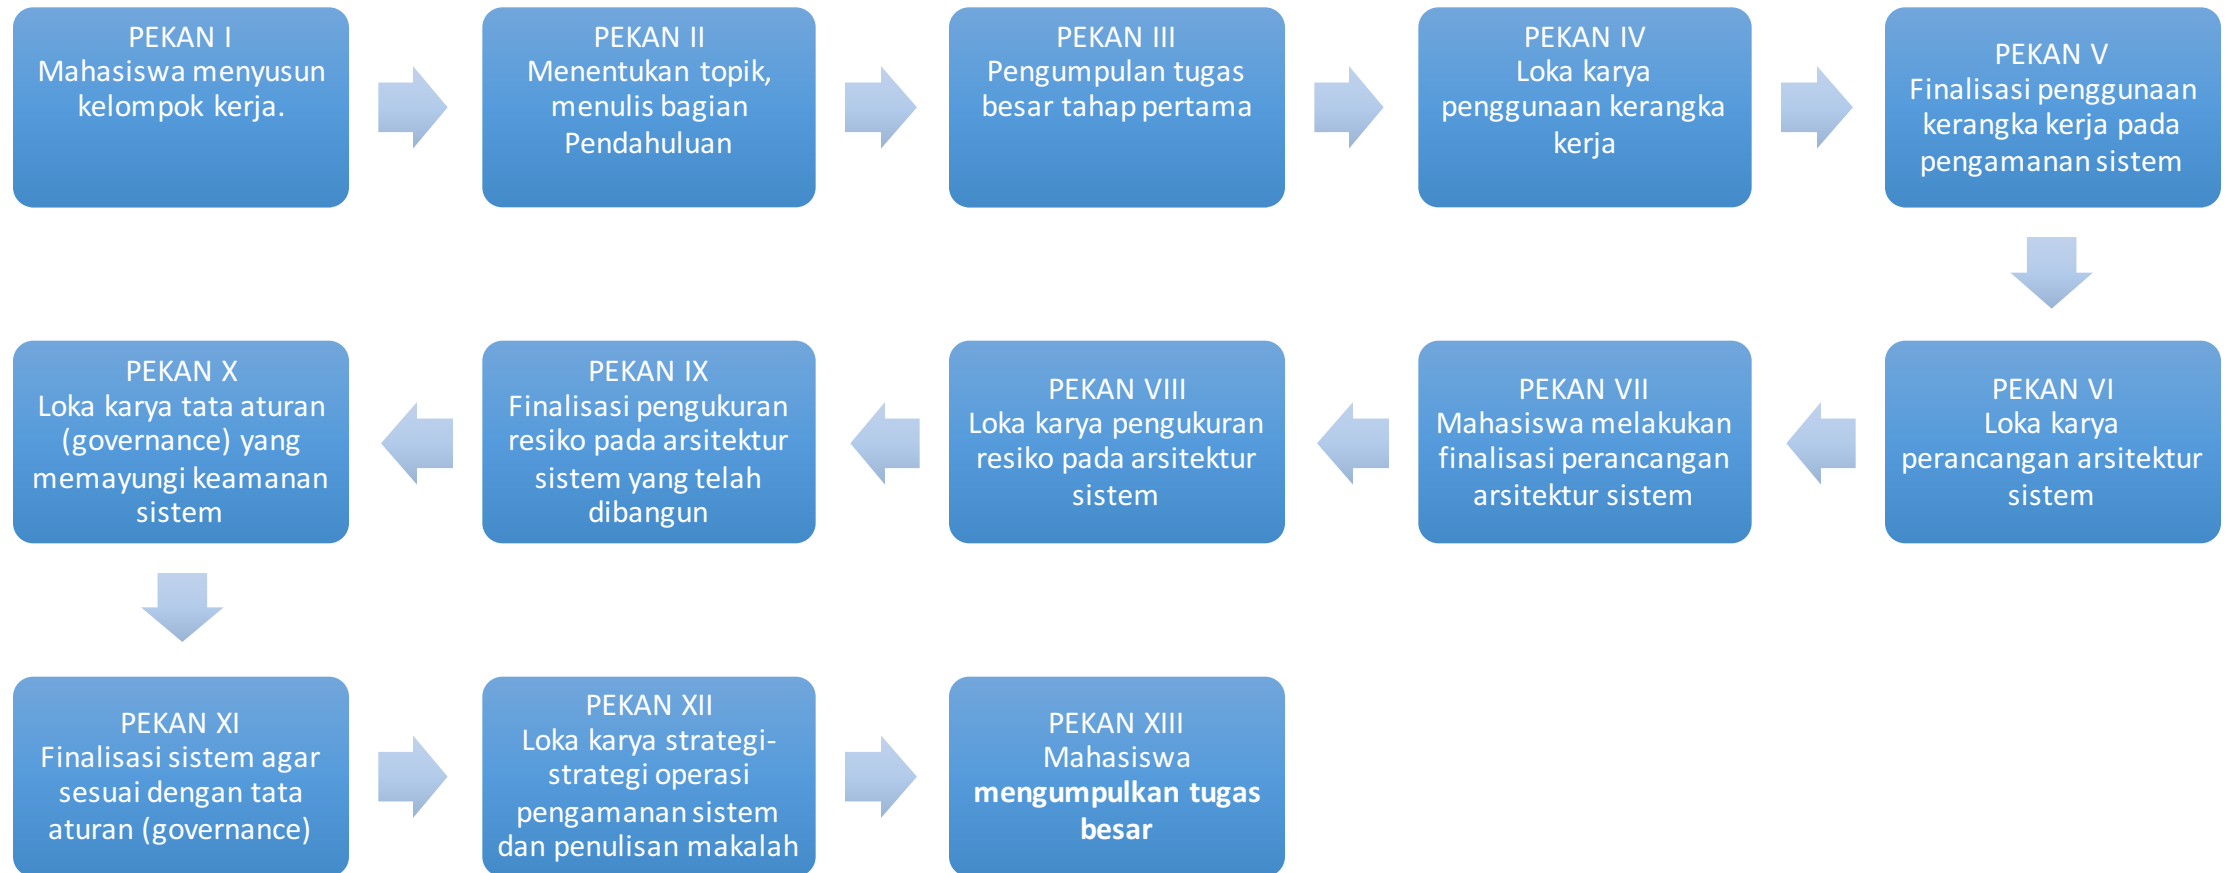 PEKAN I
Mahasiswa menyusun
kelompok kerja.
PEKAN II
Menentukan topik,
menulis bagian
Pendahuluan
PEKAN III
Pengumpulan tugas
besar tahap pertama
PEKAN IV
Loka karya
penggunaan kerangka
kerja
PEKAN V
Finalisasi penggunaan
kerangka kerja pada
pengamanan sistem
PEKAN VI
Loka karya
perancangan arsitektur
sistem
PEKAN VII
Mahasiswa melakukan
finalisasi perancangan
arsitektur sistem
PEKAN VIII
Loka karya pengukuran
resiko pada arsitektur
sistem
PEKAN IX
Finalisasi pengukuran
resiko pada arsitektur
sistem yang telah
dibangun
PEKAN X
Loka karya tata aturan
(governance) yang
memayungi keamanan
sistem
PEKAN XI
Finalisasi sistem agar
sesuai dengan tata
aturan (governance)
PEKAN XII
Loka karya strategi-
strategi operasi
pengamanan sistem
dan penulisan makalah
PEKAN XIII
Mahasiswa
mengumpulkan tugas
besar